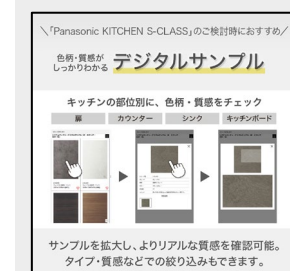 「Panasonic KITCHEN S-CLASS」のご検討時におすすめ
色柄・質感が
しっかりわかる
デジタルサンプル
キッチンの部位別に、色柄・質感をチェック
扉 カウンター シンク キッチンボード
サンプルを拡大し、よりリアルな質感を確認可能。
タイプ・質感などでの絞り込みもできます。